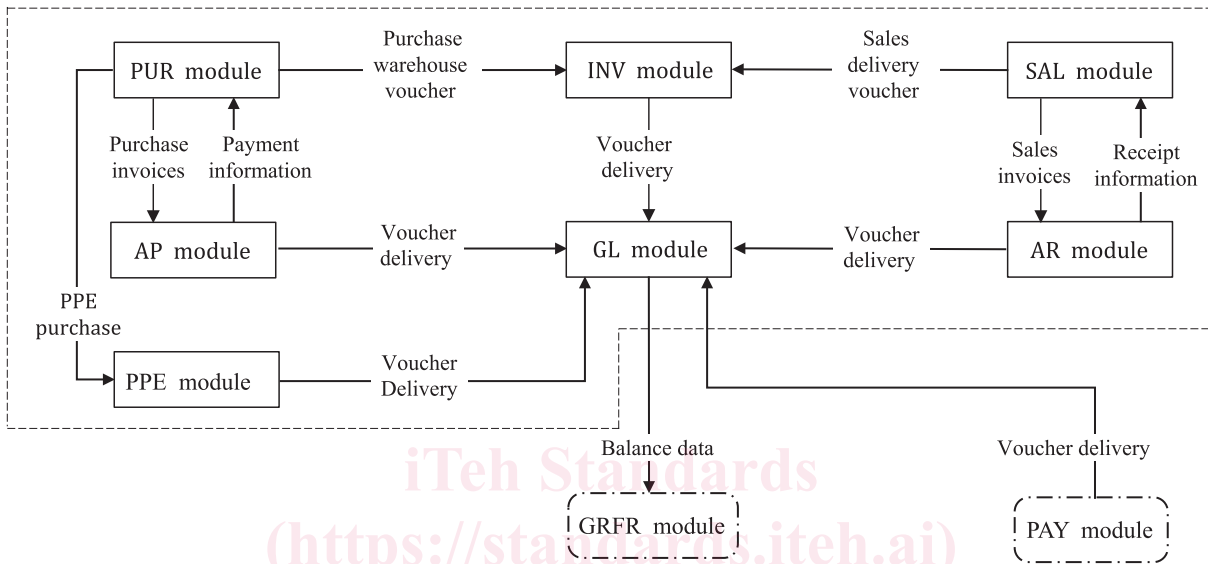 PUR module
Purchase
warehouse
voucher
INV module
Sales
delivery
voucher
SAL module
Purchase
invoices
Payment
information
Voucher
delivery
Sales
invoices
Receipt
information
AP module
Voucher
delivery
GL module
Voucher
delivery
AR module
PPE
purchase
PPE module
Voucher
Delivery
Balance data
Voucher delivery
iTeh Standards
GRFR module
PAY module
(https://standards.iteh.ai)